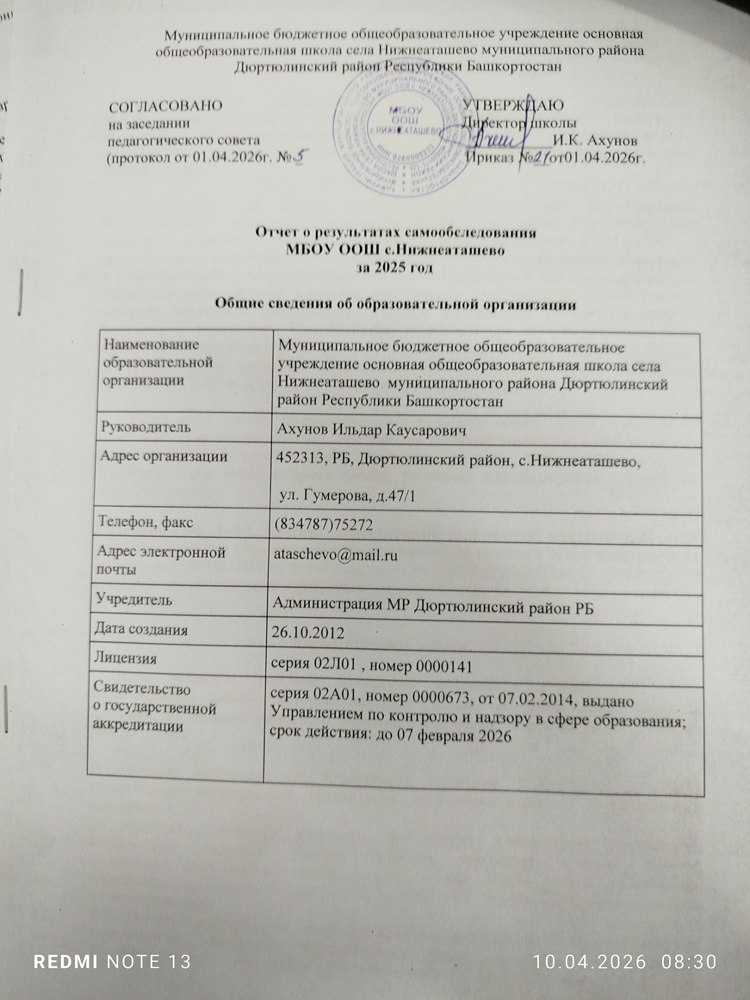 Муниципальное бюджетное общеобразовательное учреждение основная
общеобразовательная школа села Нижнеаташево муниципального района
Дюртюлинский район Республики Башкортостан
СОГЛАСОВАНО
на заседании
педагогического совета
(протокол от 01.04.2026г. №5
МБОУ
ООШ
с НИЖНЕАТАШЕВО
УТВЕРЖДАЮ
Директор школы
И.К. Ахунов
Приказ №21от01.04.2026г.
Отчет о результатах самообследования
МБОУ ООШ с.Нижнеаташево
за 2025 год
Общие сведения об образовательной организации
Наименование
образовательной
организации
Муниципальное бюджетное общеобразовательное
учреждение основная общеобразовательная школа села
Нижнеаташево муниципального района Дюртюлинский
район Республики Башкортостан
Руководитель
Ахунов Ильдар Каусарович
Адрес организации
452313, РБ, Дюртюлинский район, с.Нижнеаташево,
ул. Гумерова, д.47/1
Телефон, факс
(834787)75272
Адрес электронной
почты
ataschevo@mail.ru
Учредитель
Администрация МР Дюртюлинский район РБ
Дата создания
26.10.2012
Лицензия
серия 02Л01 , номер 0000141
Свидетельство
о государственной
аккредитации
серия 02А01, номер 0000673, от 07.02.2014, выдано
Управлением по контролю и надзору в сфере образования;
срок действия: до 07 февраля 2026
REDMI NOTE 13
10.04.2026 08:30